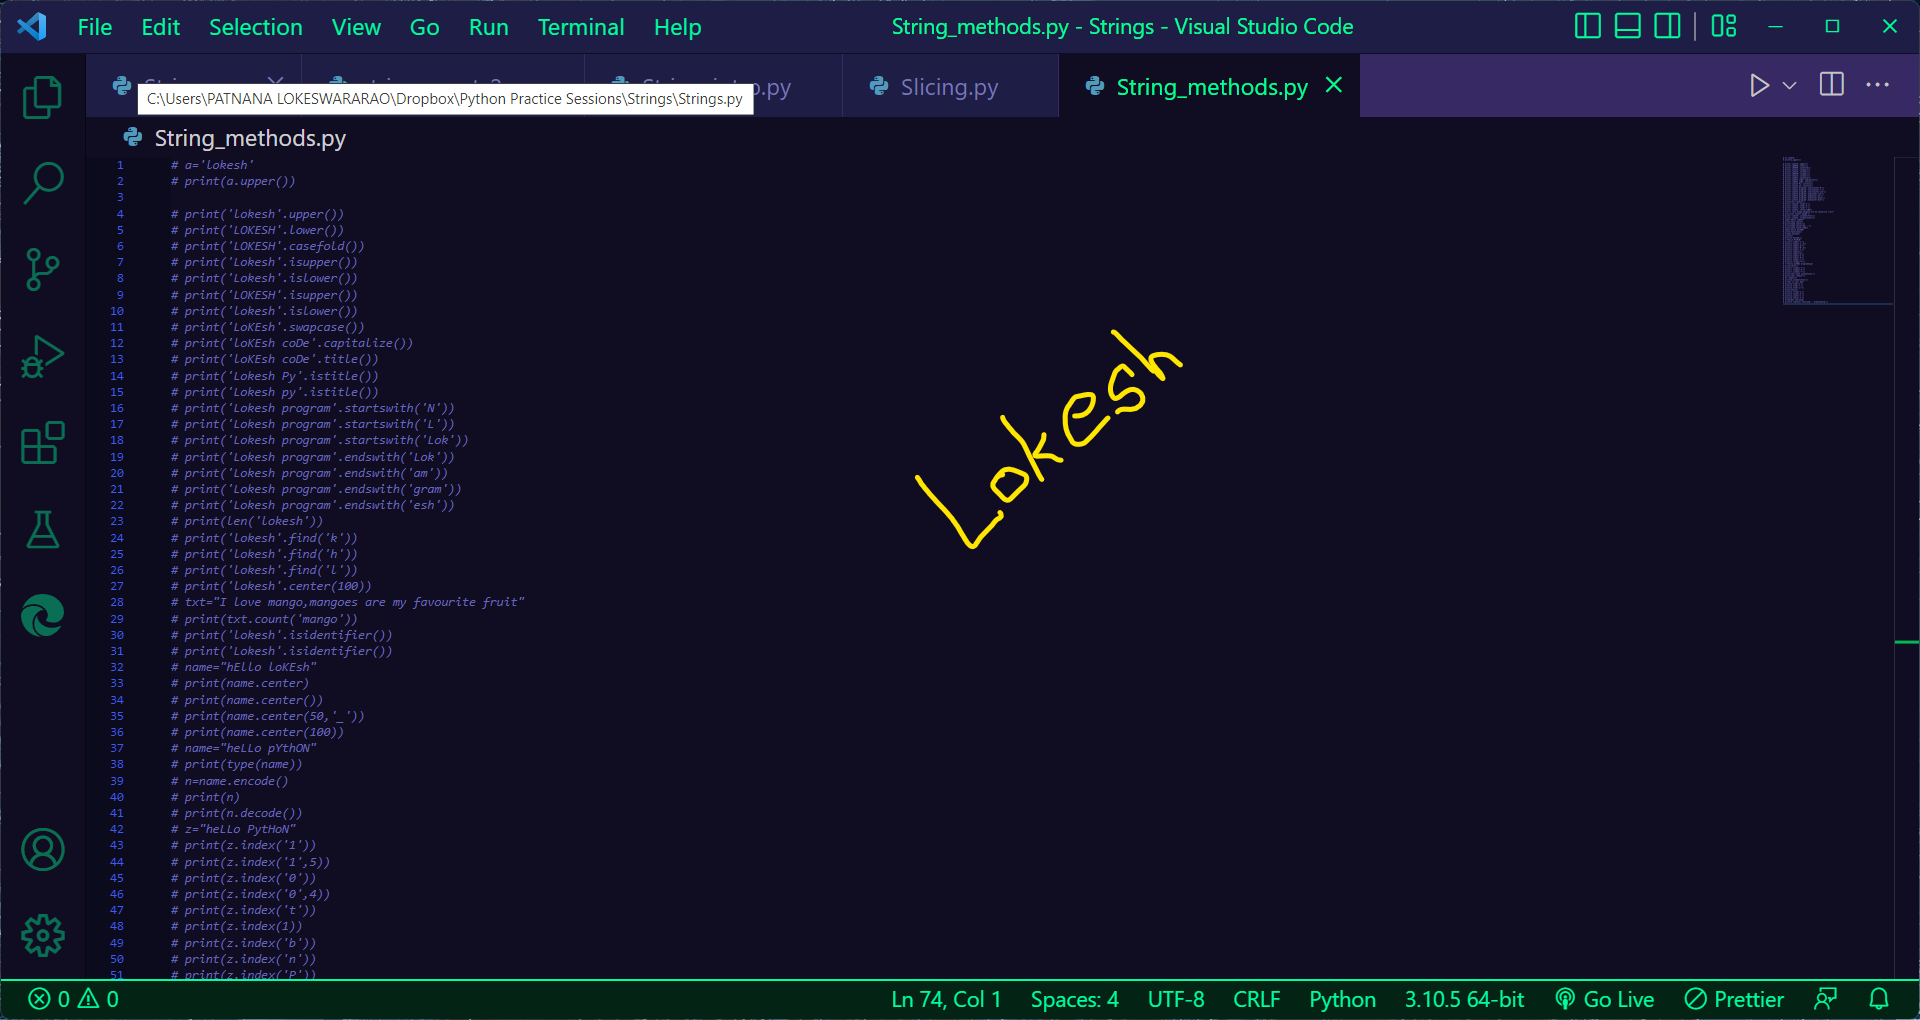 File Edit Selection View Go Run Terminal Help String_methods.py - Strings - Visual Studio Code
Slicing.py String_methods.py
C:\Users\PATNANA LOKESWARARAO\Dropbox\Python Practice Sessions\Strings\Strings.py
String_methods.py
1 # a='lokesh'
2 # print(a.upper())
3
4 # print('lokesh'.upper())
5 # print('LOKESH'.lower())
6 # print('LOKESH'.casefold())
7 # print('Lokesh'.isupper())
8 # print('Lokesh'.islower())
9 # print('LOKESH'.isupper())
10 # print('lokesh'.islower())
11 # print('LoKEsh'.swapcase())
12 # print('loKEsh coDe'.capitalize())
13 # print('loKEsh coDe'.title())
14 # print('Lokesh Py'.istitle())
15 # print('Lokesh py'.istitle())
16 # print('Lokesh program'.startswith('N'))
17 # print('Lokesh program'.startswith('L'))
18 # print('Lokesh program'.startswith('Lok'))
19 # print('Lokesh program'.endswith('Lok'))
20 # print('Lokesh program'.endswith('am'))
21 # print('Lokesh program'.endswith('gram'))
22 # print('Lokesh program'.endswith('esh'))
23 # print(len('lokesh'))
24 # print('lokesh'.find('k'))
25 # print('lokesh'.find('h'))
26 # print('lokesh'.find('l'))
27 # print('lokesh'.center(100))
28 # txt="I love mango,mangoes are my favourite fruit"
29 # print(txt.count('mango'))
30 # print('lokesh'.isidentifier())
31 # print('Lokesh'.isidentifier())
32 # name="hEllo loKEsh"
33 # print(name.center)
34 # print(name.center())
35 # print(name.center(50,'_'))
36 # print(name.center(100))
37 # name="heLLo pYthON"
38 # print(type(name))
39 # n=name.encode()
40 # print(n)
41 # print(n.decode())
42 # z="heLLo PytHoN"
43 # print(z.index('1'))
44 # print(z.index('1',5))
45 # print(z.index('0'))
46 # print(z.index('0',4))
47 # print(z.index('t'))
48 # print(z.index(1))
49 # print(z.index('b'))
50 # print(z.index('n'))
51 # print(z.index('P'))
Lokesh
0 0 Ln 74, Col 1 Spaces: 4 UTF-8 CRLF Python 3.10.5 64-bit Go Live Prettier